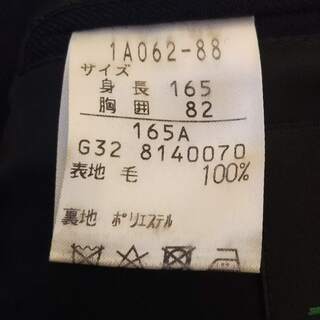 1A062-88
サイズ
身長 165
胸囲 82
165A
G32 8140070
表地 毛 100%
裏地 ポリエステル